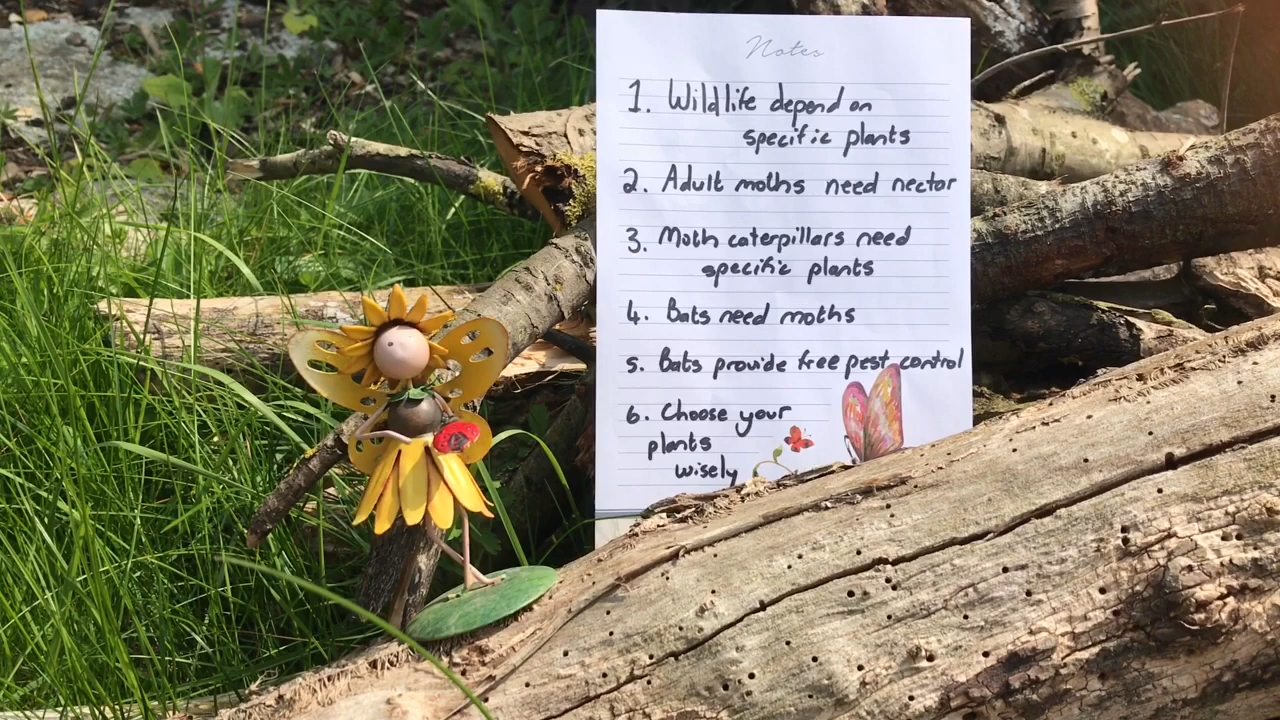 Notes
1. Wildlife depend on
specific plants
2. Adult moths need nector
3. Moth caterpillars need
specific plants
4. Bats need moths
5. Bats provide free pest control
6. Choose your
plants
wisely